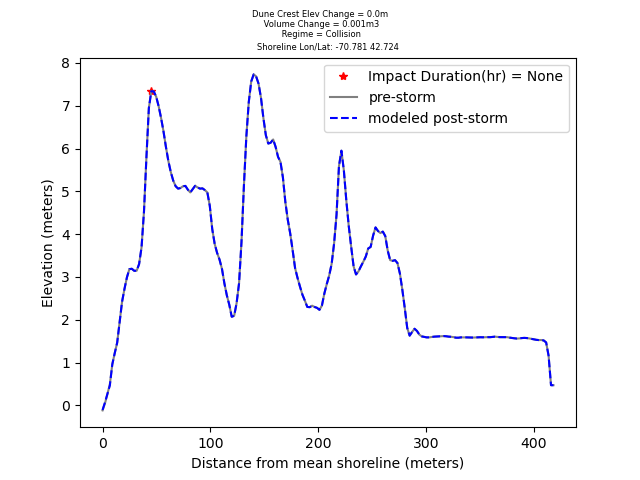 Dune Crest Elev Change = 0.0m
Volume Change = 0.001m3
Regime = Collision
Shoreline Lon/Lat: -70.781 42.724
Impact Duration(hr) = None
pre-storm
modeled post-storm
Elevation (meters)
8
7
6
5
4
3
2
1
0
0 100 200 300 400
Distance from mean shoreline (meters)